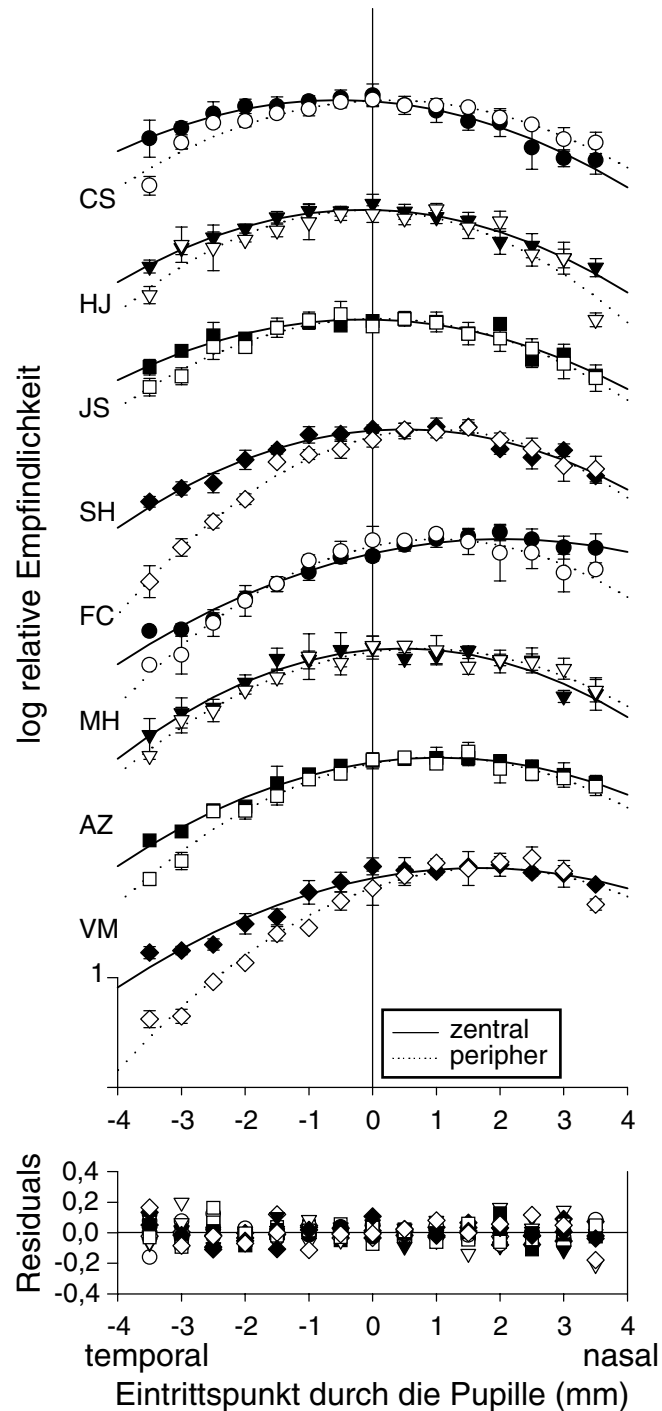 log relative Empfindlichkeit
CS
HJ
JS
SH
FC
MH
AZ
VM
1
zentral
peripher
-4 -3 -2 -1 0 1 2 3 4
Residuals
0,4
0,2
0,0
-0,2
-0,4
-4 -3 -2 -1 0 1 2 3 4
temporal nasal
Eintrittspunkt durch die Pupille (mm)